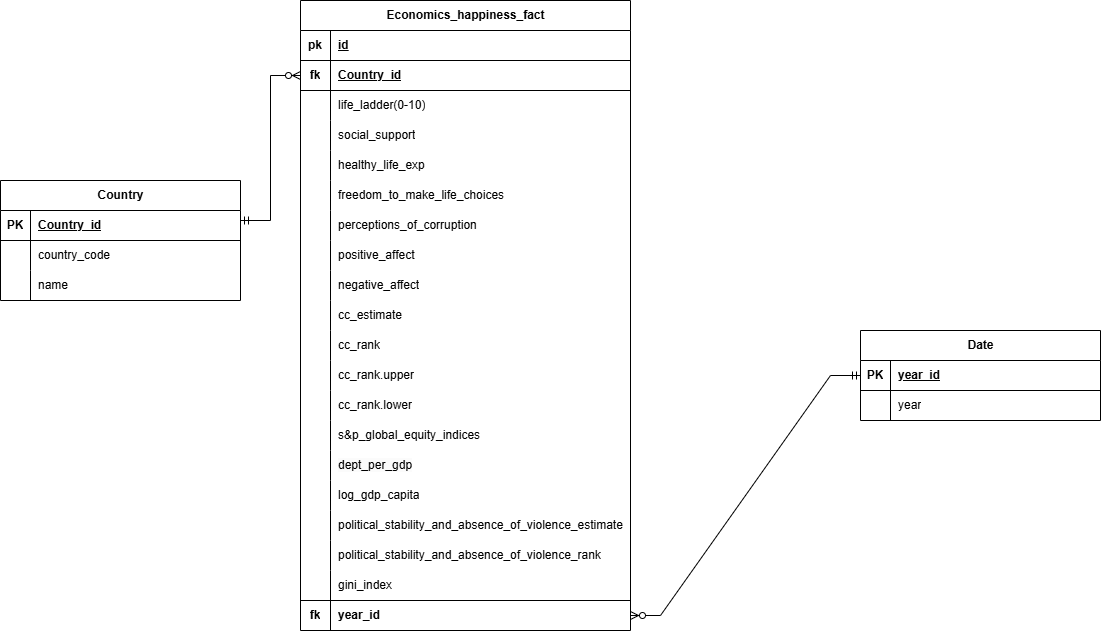 Economics_happiness_fact
pk id
fk Country_id
life_ladder(0-10)
social_support
healthy_life_exp
freedom_to_make_life_choices
perceptions_of_corruption
positive_affect
negative_affect
cc_estimate
cc_rank
cc_rank.upper
cc_rank.lower
s&p_global_equity_indices
dept_per_gdp
log_gdp_capita
political_stability_and_absence_of_violence_estimate
political_stability_and_absence_of_violence_rank
gini_index
fk year_id
Country
PK Country_id
country_code
name
Date
PK year_id
year